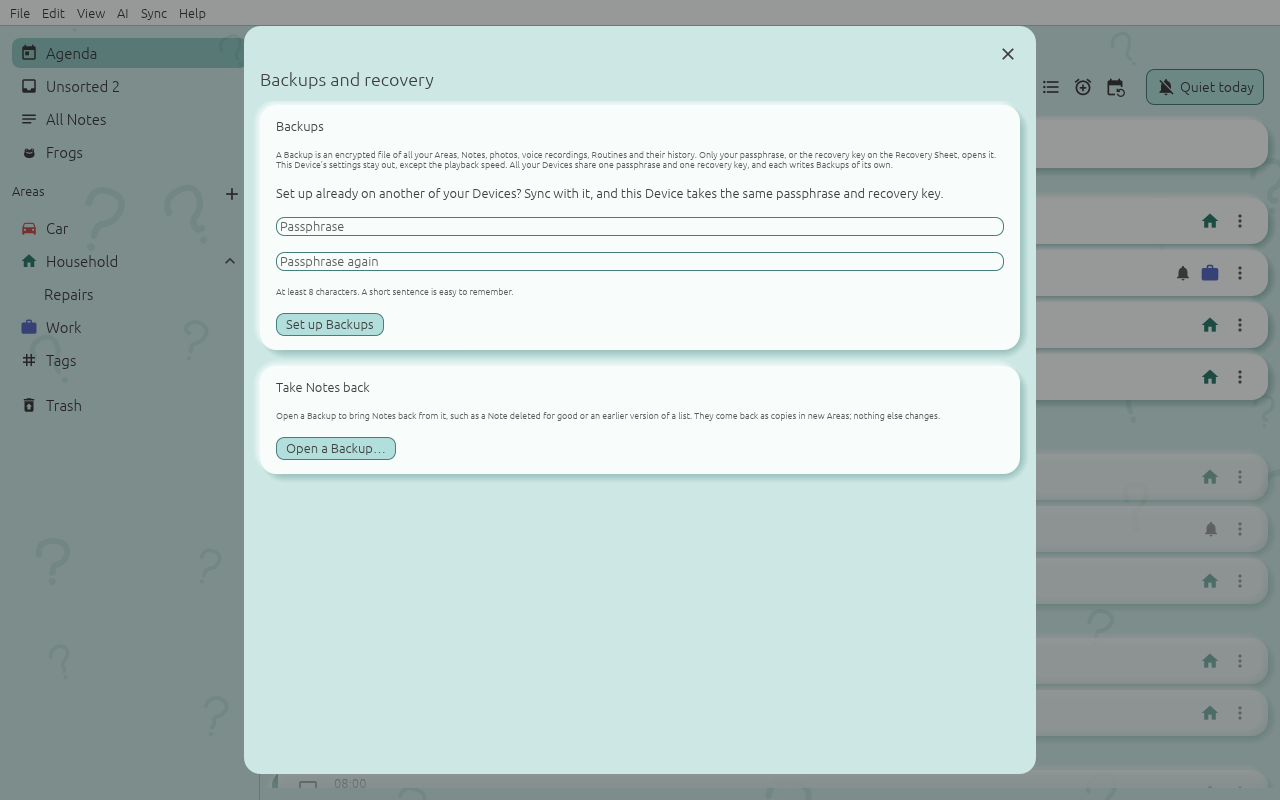 File Edit View AI Sync Help
Agenda
Unsorted 2
All Notes
Frogs
Areas
Car
Household
Repairs
Work
Tags
Trash
Quiet today
Backups and recovery
Backups
A Backup is an encrypted file of all your Areas, Notes, photos, voice recordings, Routines and their history. Only your passphrase, or the recovery key on the Recovery Sheet, opens it.
This Device's settings stay out, except the playback speed. All your Devices share one passphrase and one recovery key, and each writes Backups of its own.
Set up already on another of your Devices? Sync with it, and this Device takes the same passphrase and recovery key.
Passphrase
Passphrase again
At least 8 characters. A short sentence is easy to remember.
Set up Backups
Take Notes back
Open a Backup to bring Notes back from it, such as a Note deleted for good or an earlier version of a list. They come back as copies in new Areas; nothing else changes.
Open a Backup…
08:00